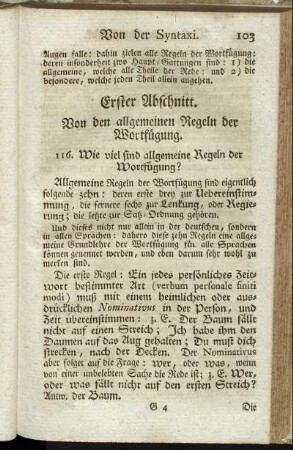 Von der Syntaxi. 103
Augen falle: dahin zielen alle Regeln der Wortfügung:
deren insonderheit zwo Haupt-Gattungen sind: 1) die
allgemeine, welche alle Theile der Rede: und 2) die
besondere, welche jeden Theil allein angehen.
Erster Abschnitt.
Von den allgemeinen Regeln der
Wortfügung.
116. Wie viel sind allgemeine Regeln der
Wortfügung?
Allgemeine Regeln der Wortfügung sind eigentlich
folgende zehn: deren erste drey zur Uebereinstim-
mung, die fernere sechs zur Lenkung, oder Regie-
rung; die letzte zur Satz-Ordnung gehören.
Und dieses nicht nur allein in der deutschen, sondern
in allen Sprachen: dahero diese zehn Regeln eine allge-
meine Grundlehre der Wortfügung für alle Sprachen
können genennet werden, und eben darum sehr wohl zu
merken sind.
Die erste Regel: Ein jedes persönliches Zeit-
wort bestimmter Art (verbum personale finiti
modi) muß mit einem heimlichen oder aus-
drücklichen Nominativus in der Person, und
Zeit übereinstimmen: z. E. Der Baum fällt
nicht auf einen Streich; Ich habe ihm den
Daumen auf das Aug gehalten; Du must dich
strecken, nach der Decken. Der Nominativus
aber folget auf die Frage: wer, oder was, wenn
von einer unbelebten Sache die Rede ist; z. E. Wer,
oder was fällt nicht auf den ersten Streich?
Antw. der Baum.
G 4 Die